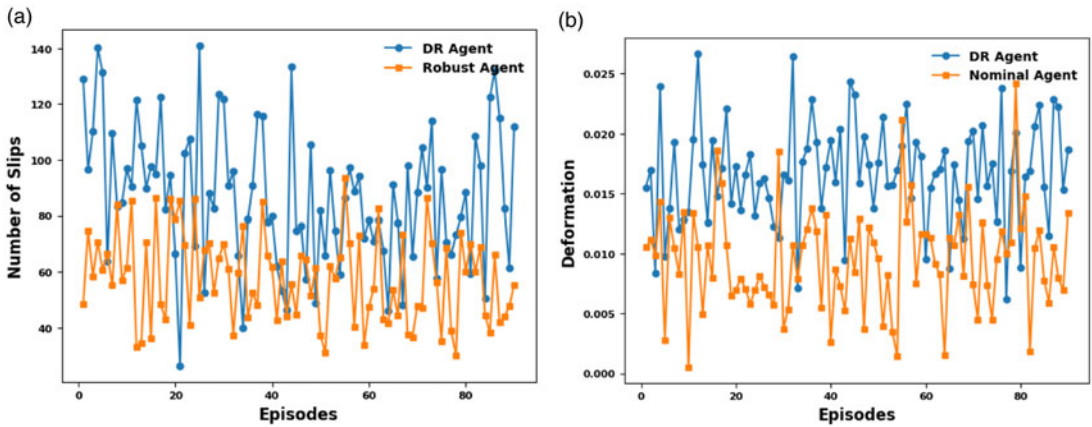 (a)
DR Agent
Robust Agent
140
120
100
80
60
40
Number of Slips
0
20
40
60
80
Episodes
(b)
DR Agent
Nominal Agent
0.025
0.020
0.015
0.010
0.005
0.000
Deformation
0
20
40
60
80
Episodes